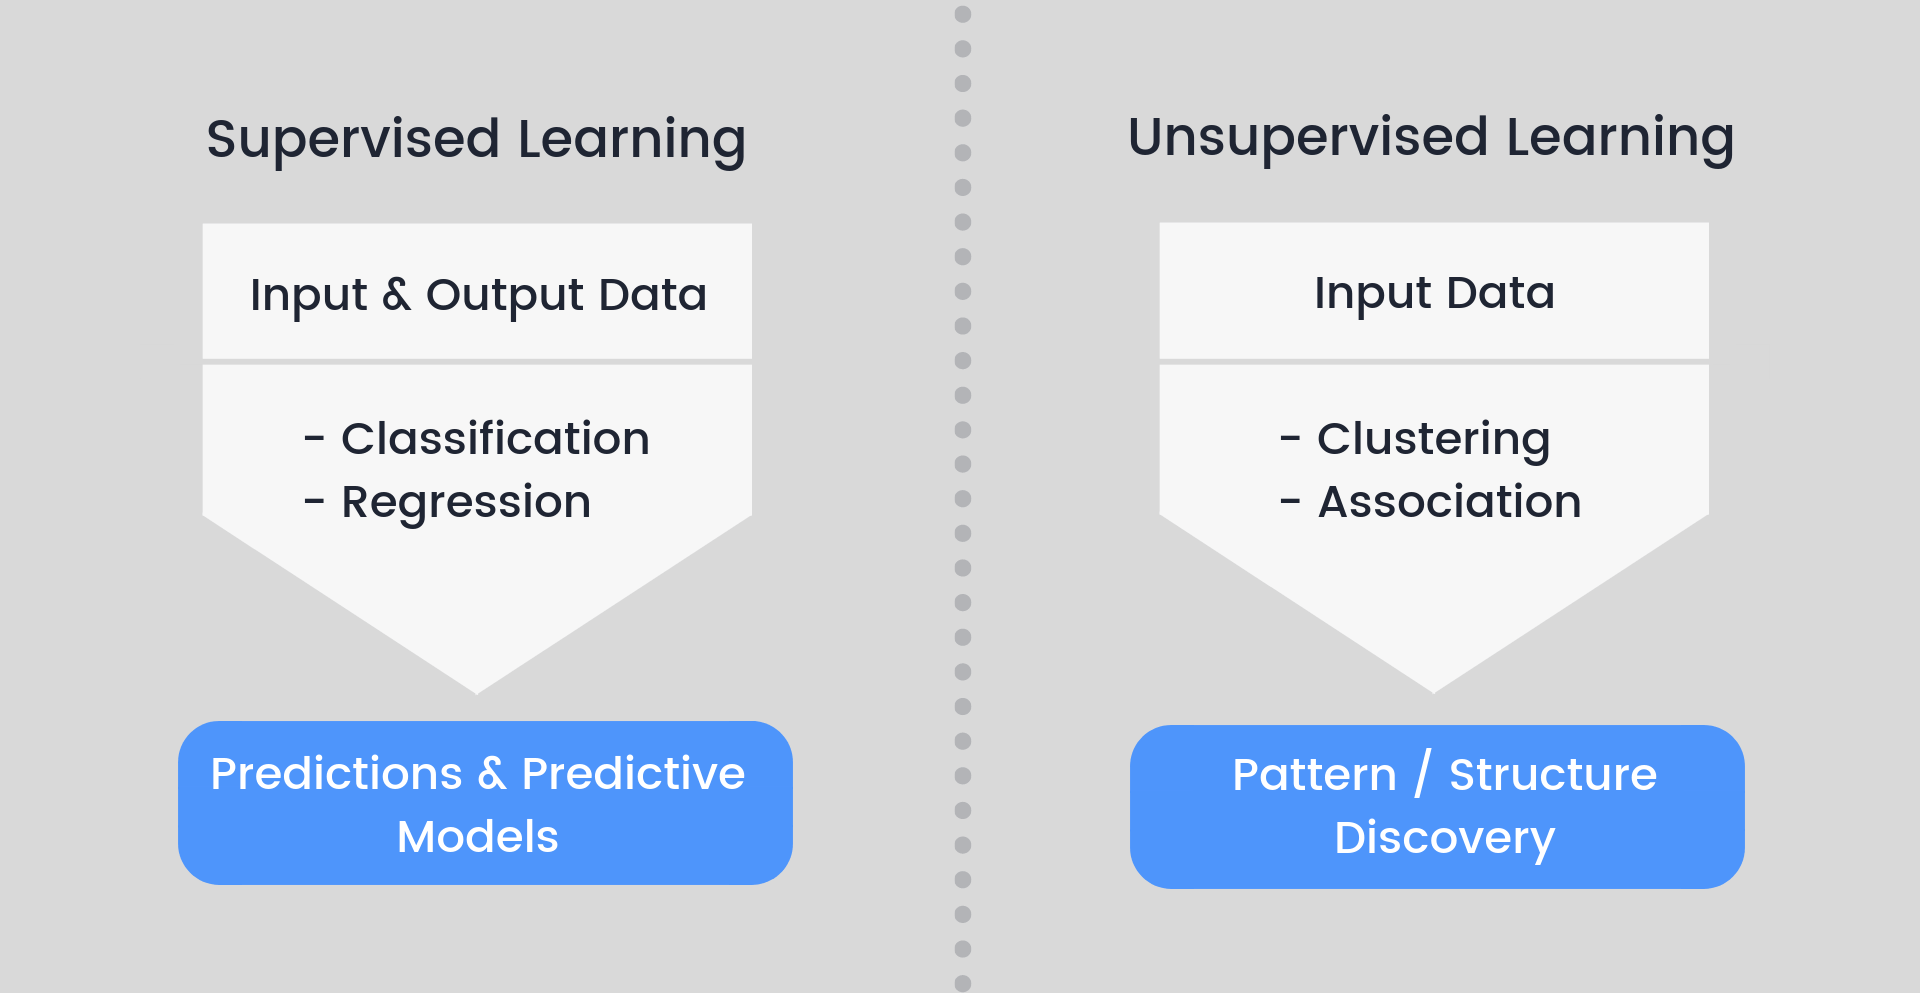 Supervised Learning
Input & Output Data
- Classification
- Regression
Predictions & Predictive
Models
Unsupervised Learning
Input Data
- Clustering
- Association
Pattern / Structure
Discovery